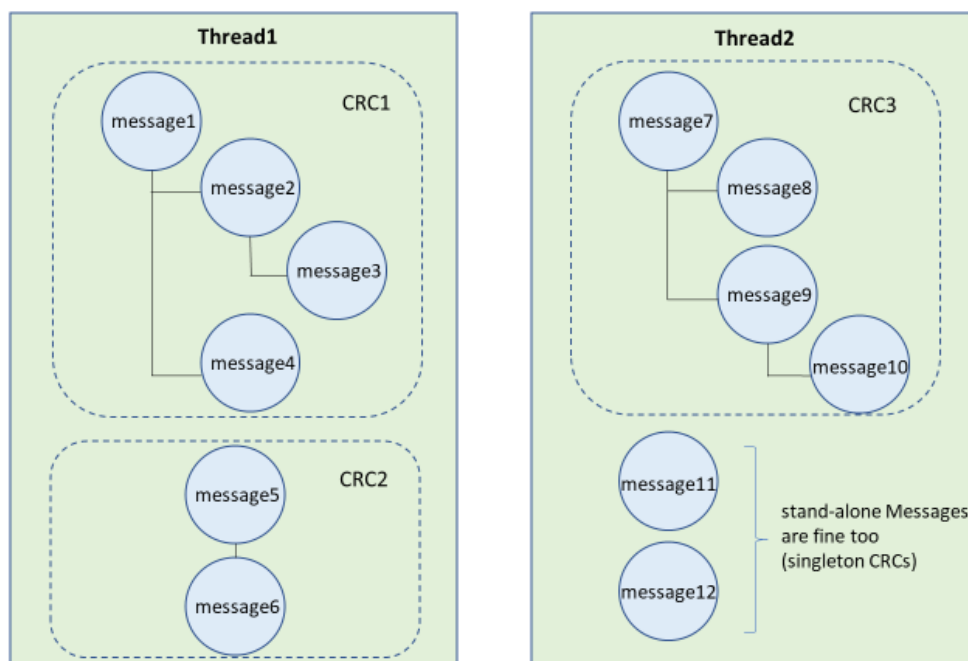 Thread1
CRC1
message1
message2
message3
message4
CRC2
message5
message6
Thread2
CRC3
message7
message8
message9
message10
message11
message12
stand-alone Messages
are fine too
(singleton CRCs)